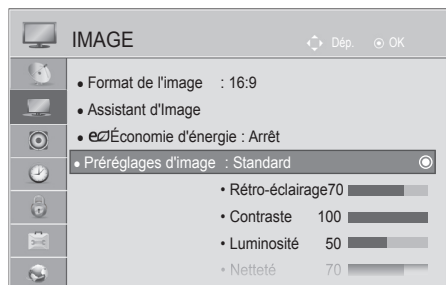 IMAGE Dép. OK
• Format de l'image : 16:9
• Assistant d'Image
• Économie d'énergie : Arrêt
• Préréglages d'image : Standard
• Rétro-éclairage70
• Contraste 100
• Luminosité 50
• Netteté 70